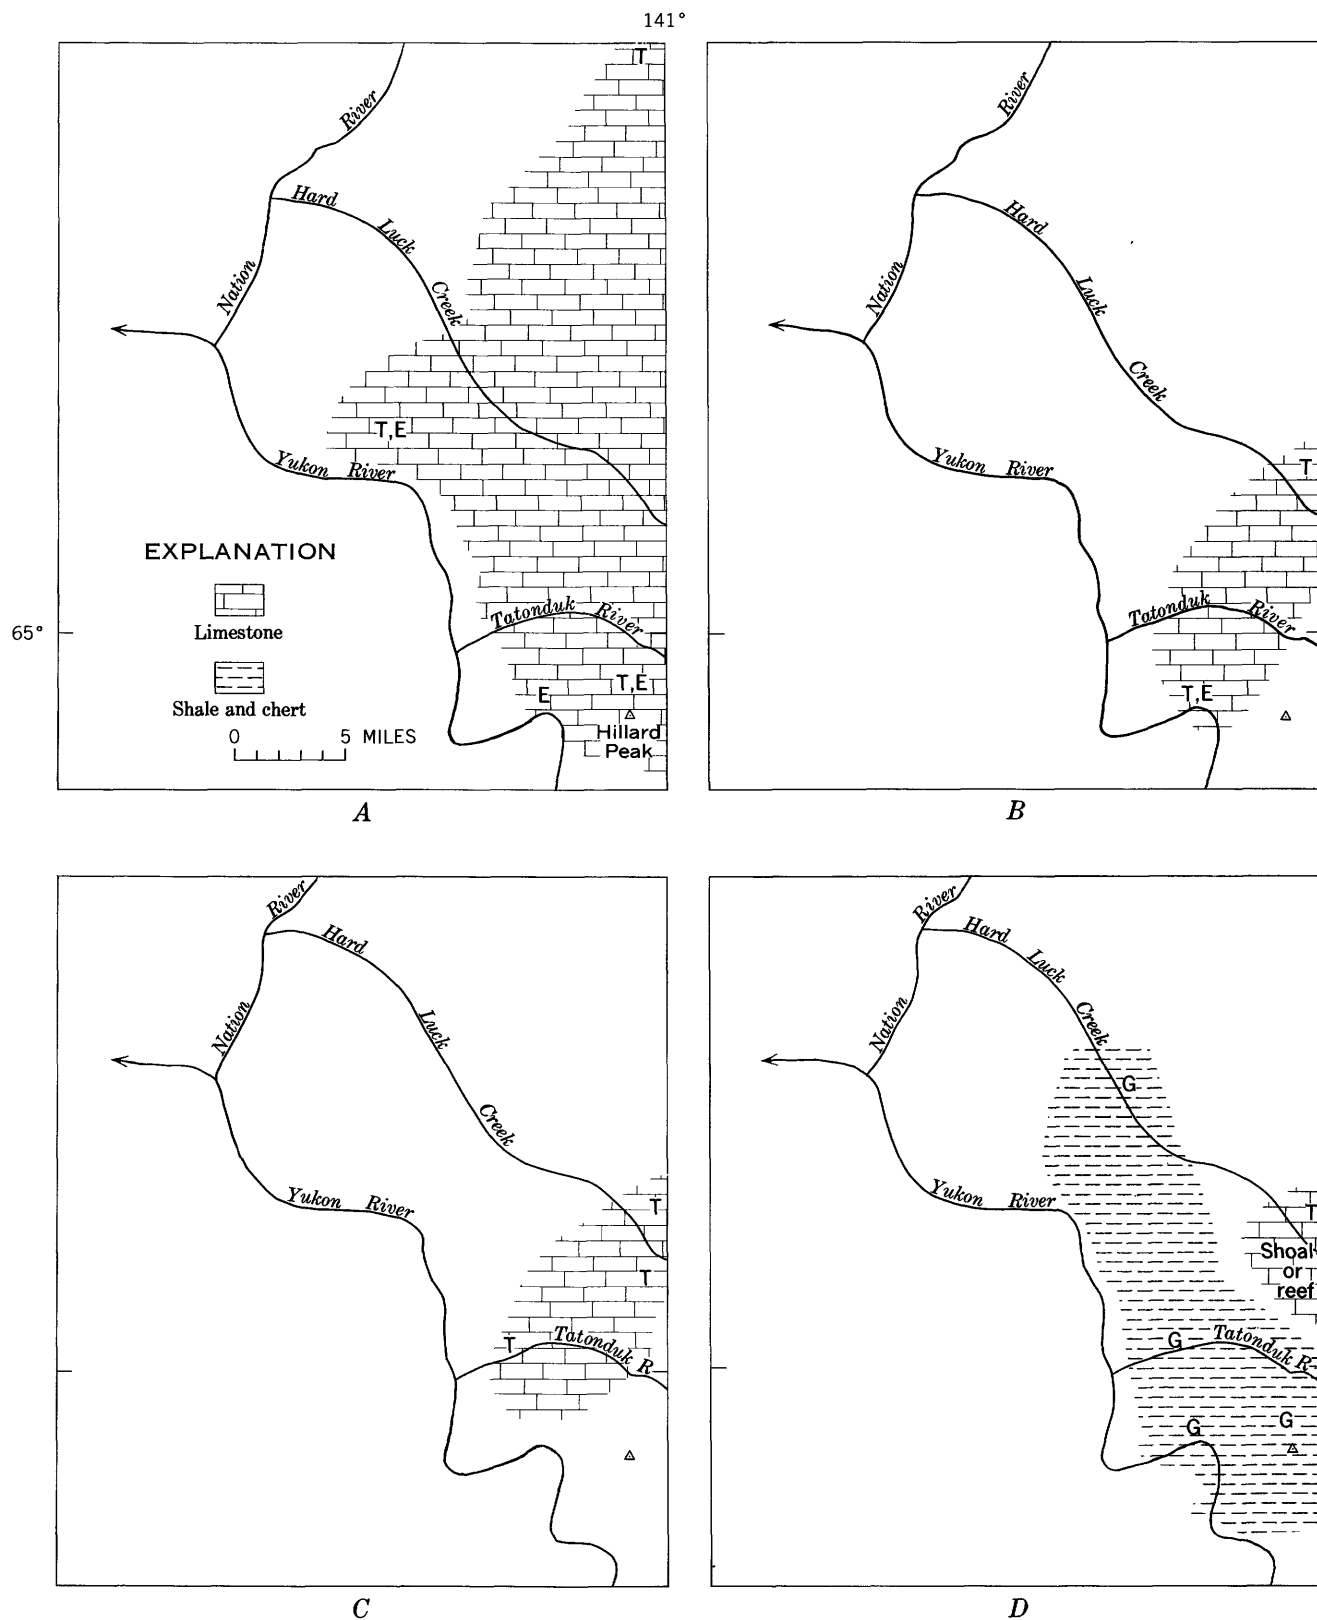 141°
T
River
Hard
Luck
Creek
Nation
T,E
Yukon River
EXPLANATION
Limestone
Shale and chert
0 5 MILES
65°
Tatonduk River
T,E
E
Hillard
Peak
A
River
Hard
Luck
Creek
Nation
Yukon River
T
Tatonduk River
T,E
B
River
Hard
Luck
Creek
Nation
Yukon River
T
T
T
Tatonduk R
C
River
Hard
Luck
Creek
Nation
G
Yukon River
T
Shoal
or
reef
G
Tatonduk R
G
G
D